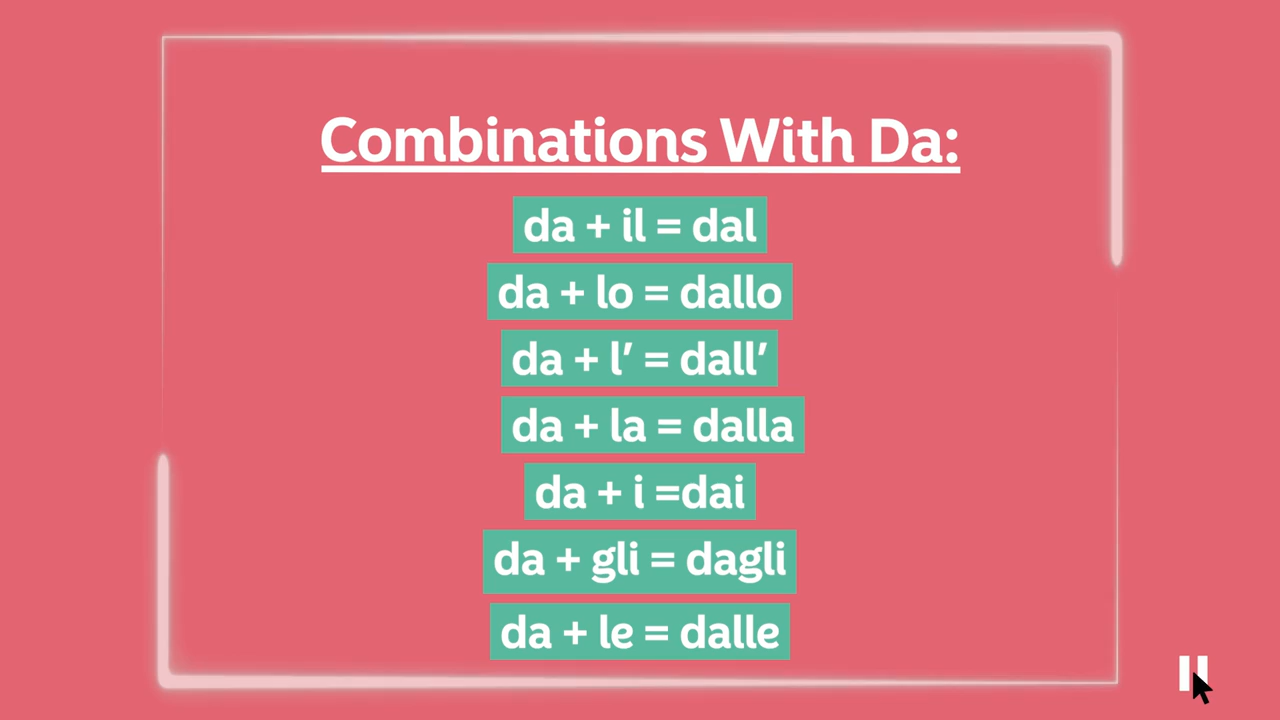 Combinations With Da:
da + il = dal
da + lo = dallo
da + l′ = dall′
da + la = dalla
da + i =dai
da + gli = dagli
da + le = dalle